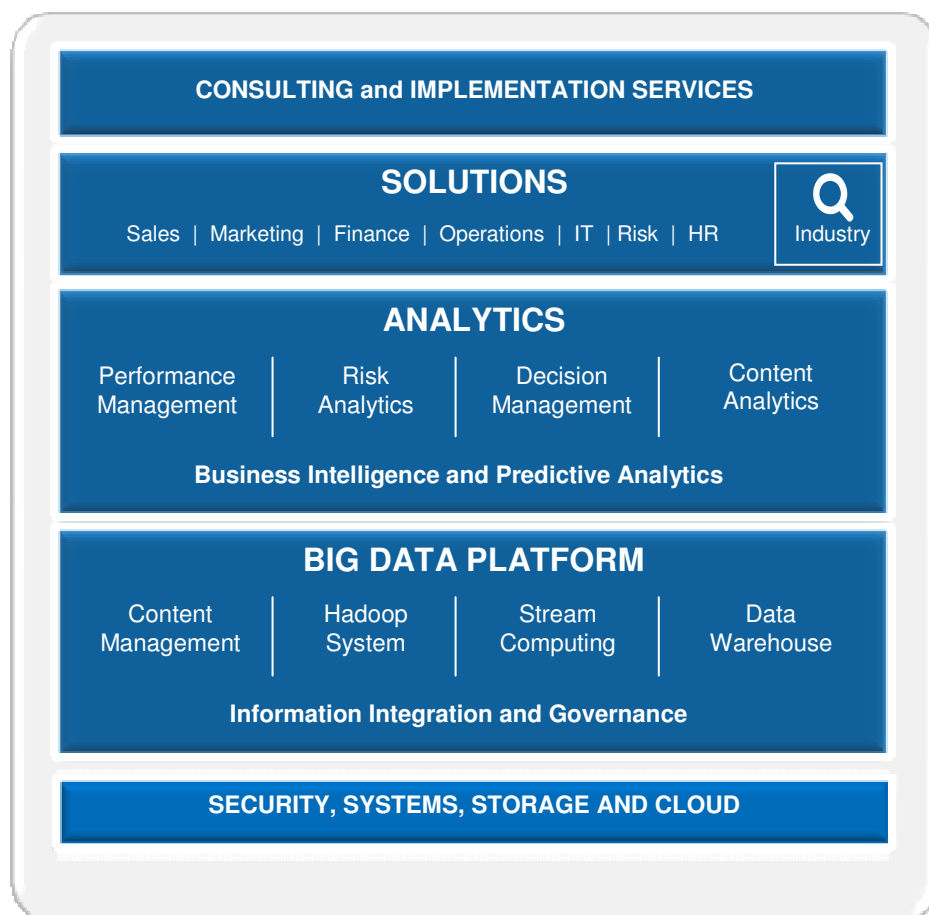 CONSULTING and IMPLEMENTATION SERVICES
SOLUTIONS
Sales | Marketing | Finance | Operations | IT | Risk | HR
Industry
ANALYTICS
Performance
Management
Risk
Analytics
Decision
Management
Content
Analytics
Business Intelligence and Predictive Analytics
BIG DATA PLATFORM
Content
Management
Hadoop
System
Stream
Computing
Data
Warehouse
Information Integration and Governance
SECURITY, SYSTEMS, STORAGE AND CLOUD